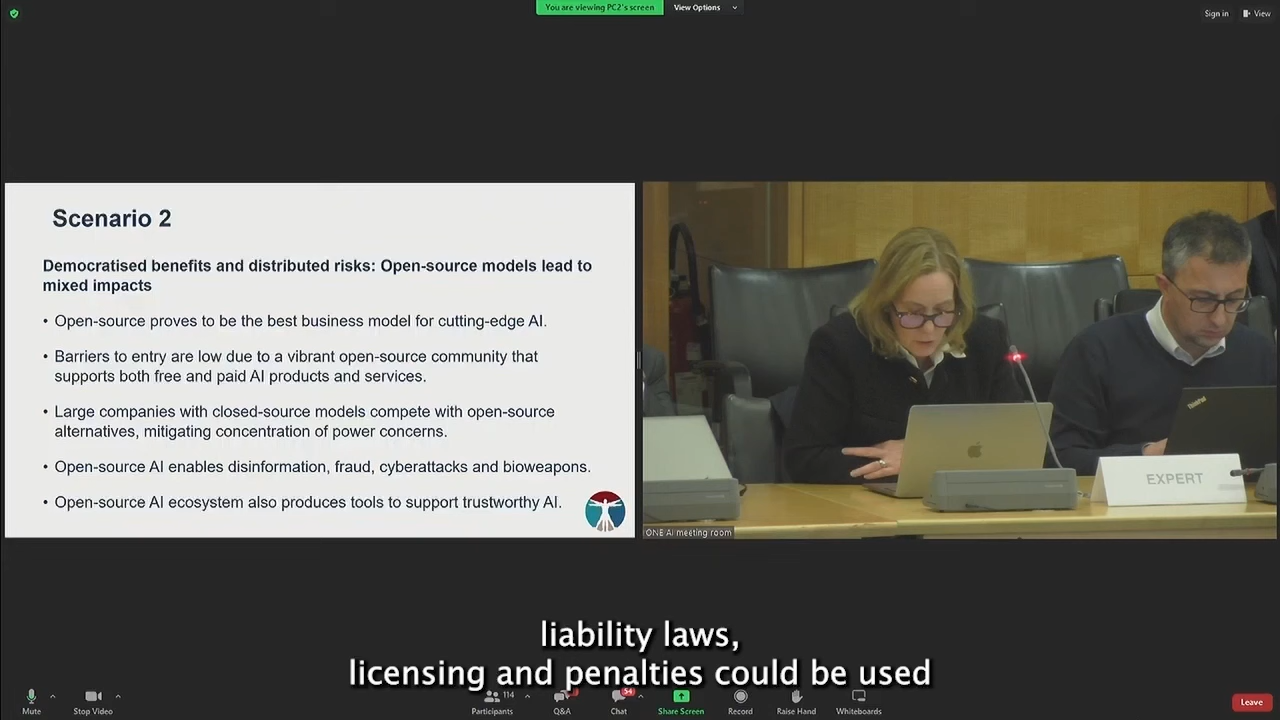 You are viewing PC2's screen
View Options
Sign in
View
Scenario 2
Democratised benefits and distributed risks: Open-source models lead to
mixed impacts
• Open-source proves to be the best business model for cutting-edge AI.
• Barriers to entry are low due to a vibrant open-source community that
supports both free and paid AI products and services.
• Large companies with closed-source models compete with open-source
alternatives, mitigating concentration of power concerns.
• Open-source AI enables disinformation, fraud, cyberattacks and bioweapons.
• Open-source AI ecosystem also produces tools to support trustworthy AI.
ThinkPad
EXPERT
ONE AI meeting room
liability laws,
licensing and penalties could be used
Mute
Stop Video
114
Participants
Q&A
54
Chat
Share Screen
Record
Raise Hand
Whiteboards
Leave